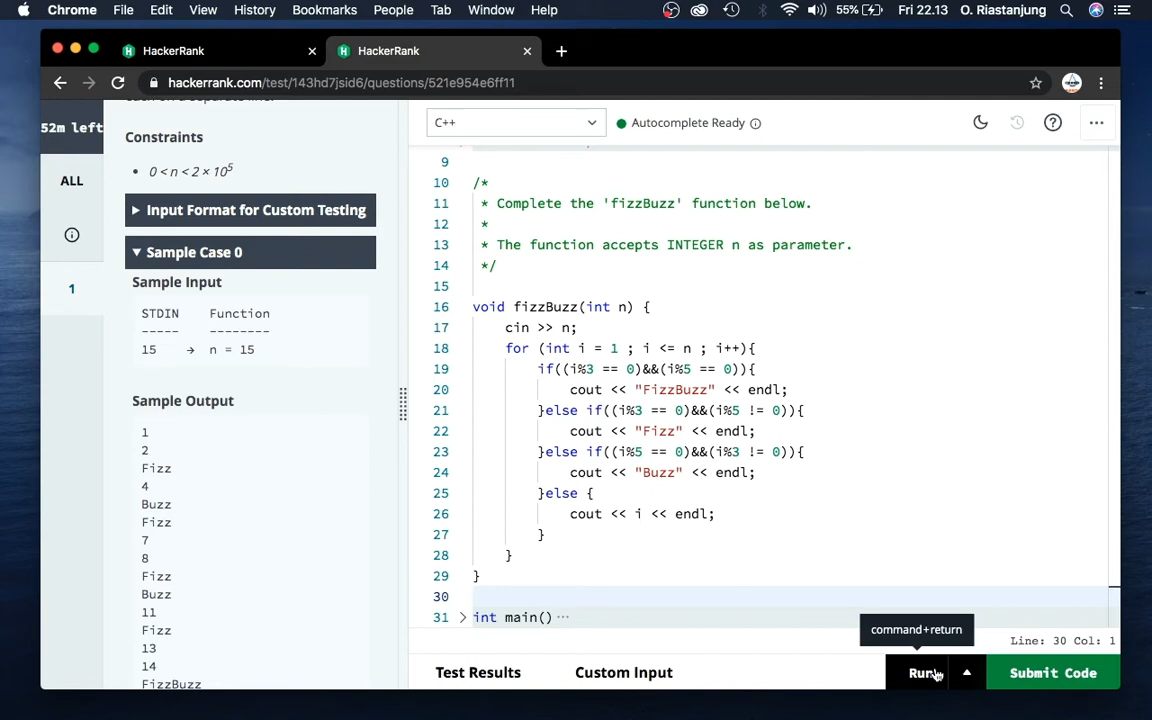 Chrome File Edit View History Bookmarks People Tab Window Help 55% Fri 22.13 O. Riastanjung
HackerRank
HackerRank
hackerrank.com/test/143hd7jsid6/questions/521e954e6ff11
52m left
ALL
1
Constraints
• 0 < n < 2 × 10^5
Input Format for Custom Testing
Sample Case 0
Sample Input
STDIN Function
----- --------
15 → n = 15
Sample Output
1
2
Fizz
4
Buzz
Fizz
7
8
Fizz
Buzz
11
Fizz
13
14
FizzBuzz
C++
Autocomplete Ready
9
10 /*
11 * Complete the 'fizzBuzz' function below.
12 *
13 * The function accepts INTEGER n as parameter.
14 */
15
16 void fizzBuzz(int n) {
17 cin >> n;
18 for (int i = 1 ; i <= n ; i++){
19 if((i%3 == 0)&&(i%5 == 0)){
20 cout << "FizzBuzz" << endl;
21 }else if((i%3 == 0)&&(i%5 != 0)){
22 cout << "Fizz" << endl;
23 }else if((i%5 == 0)&&(i%3 != 0)){
24 cout << "Buzz" << endl;
25 }else {
26 cout << i << endl;
27 }
28 }
29 }
30
31 int main()
command+return
Line: 30 Col: 1
Test Results Custom Input Run Submit Code